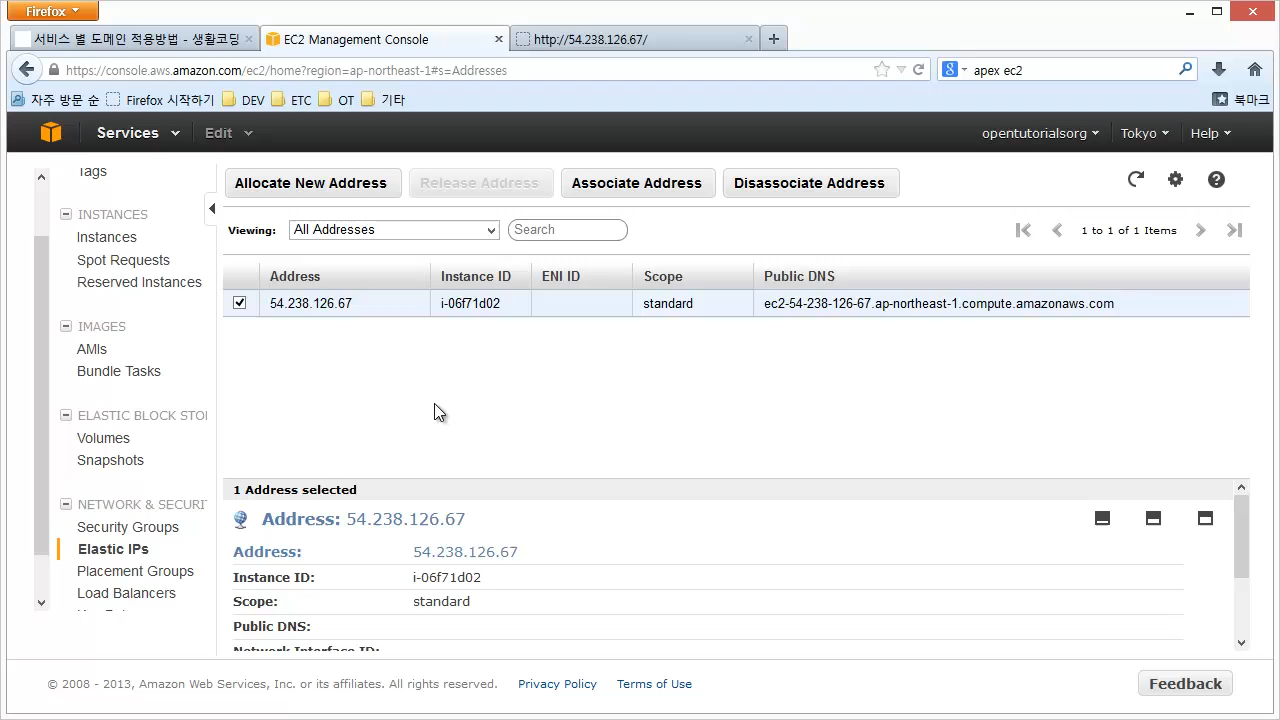 Firefox
서비스 별 도메인 적용방법 - 생활코딩
EC2 Management Console
http://54.238.126.67/
https://console.aws.amazon.com/ec2/home?region=ap-northeast-1#s=Addresses
apex ec2
자주 방문 순
Firefox 시작하기
DEV
ETC
OT
기타
북마크
Services
Edit
opentutorialsorg
Tokyo
Help
Tags
INSTANCES
Instances
Spot Requests
Reserved Instances
IMAGES
AMIs
Bundle Tasks
ELASTIC BLOCK STO
Volumes
Snapshots
NETWORK & SECURI
Security Groups
Elastic IPs
Placement Groups
Load Balancers
Allocate New Address
Release Address
Associate Address
Disassociate Address
Viewing:
All Addresses
Search
1 to 1 of 1 Items
Address Instance ID ENI ID Scope Public DNS
54.238.126.67 i-06f71d02 standard ec2-54-238-126-67.ap-northeast-1.compute.amazonaws.com
1 Address selected
Address: 54.238.126.67
Address: 54.238.126.67
Instance ID: i-06f71d02
Scope: standard
Public DNS:
Network Interface ID:
© 2008 - 2013, Amazon Web Services, Inc. or its affiliates. All rights reserved.
Privacy Policy
Terms of Use
Feedback